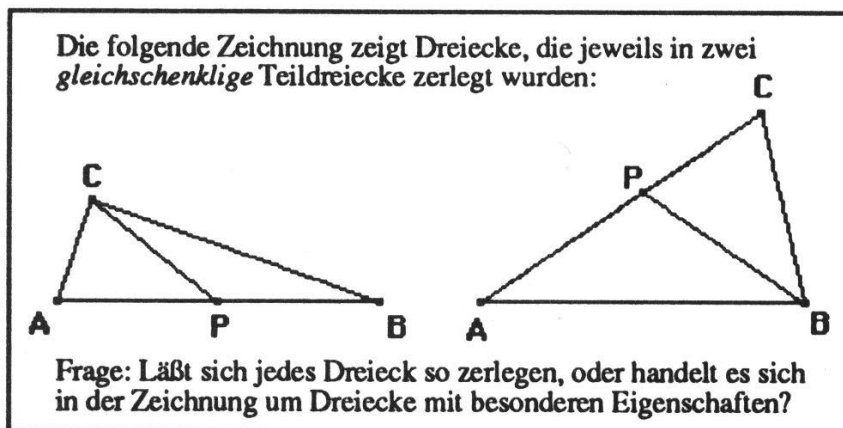 Die folgende Zeichnung zeigt Dreiecke, die jeweils in zwei
gleichschenklige Teildreiecke zerlegt wurden:
C
A P B
C
P
A B
Frage: Läßt sich jedes Dreieck so zerlegen, oder handelt es sich
in der Zeichnung um Dreiecke mit besonderen Eigenschaften?